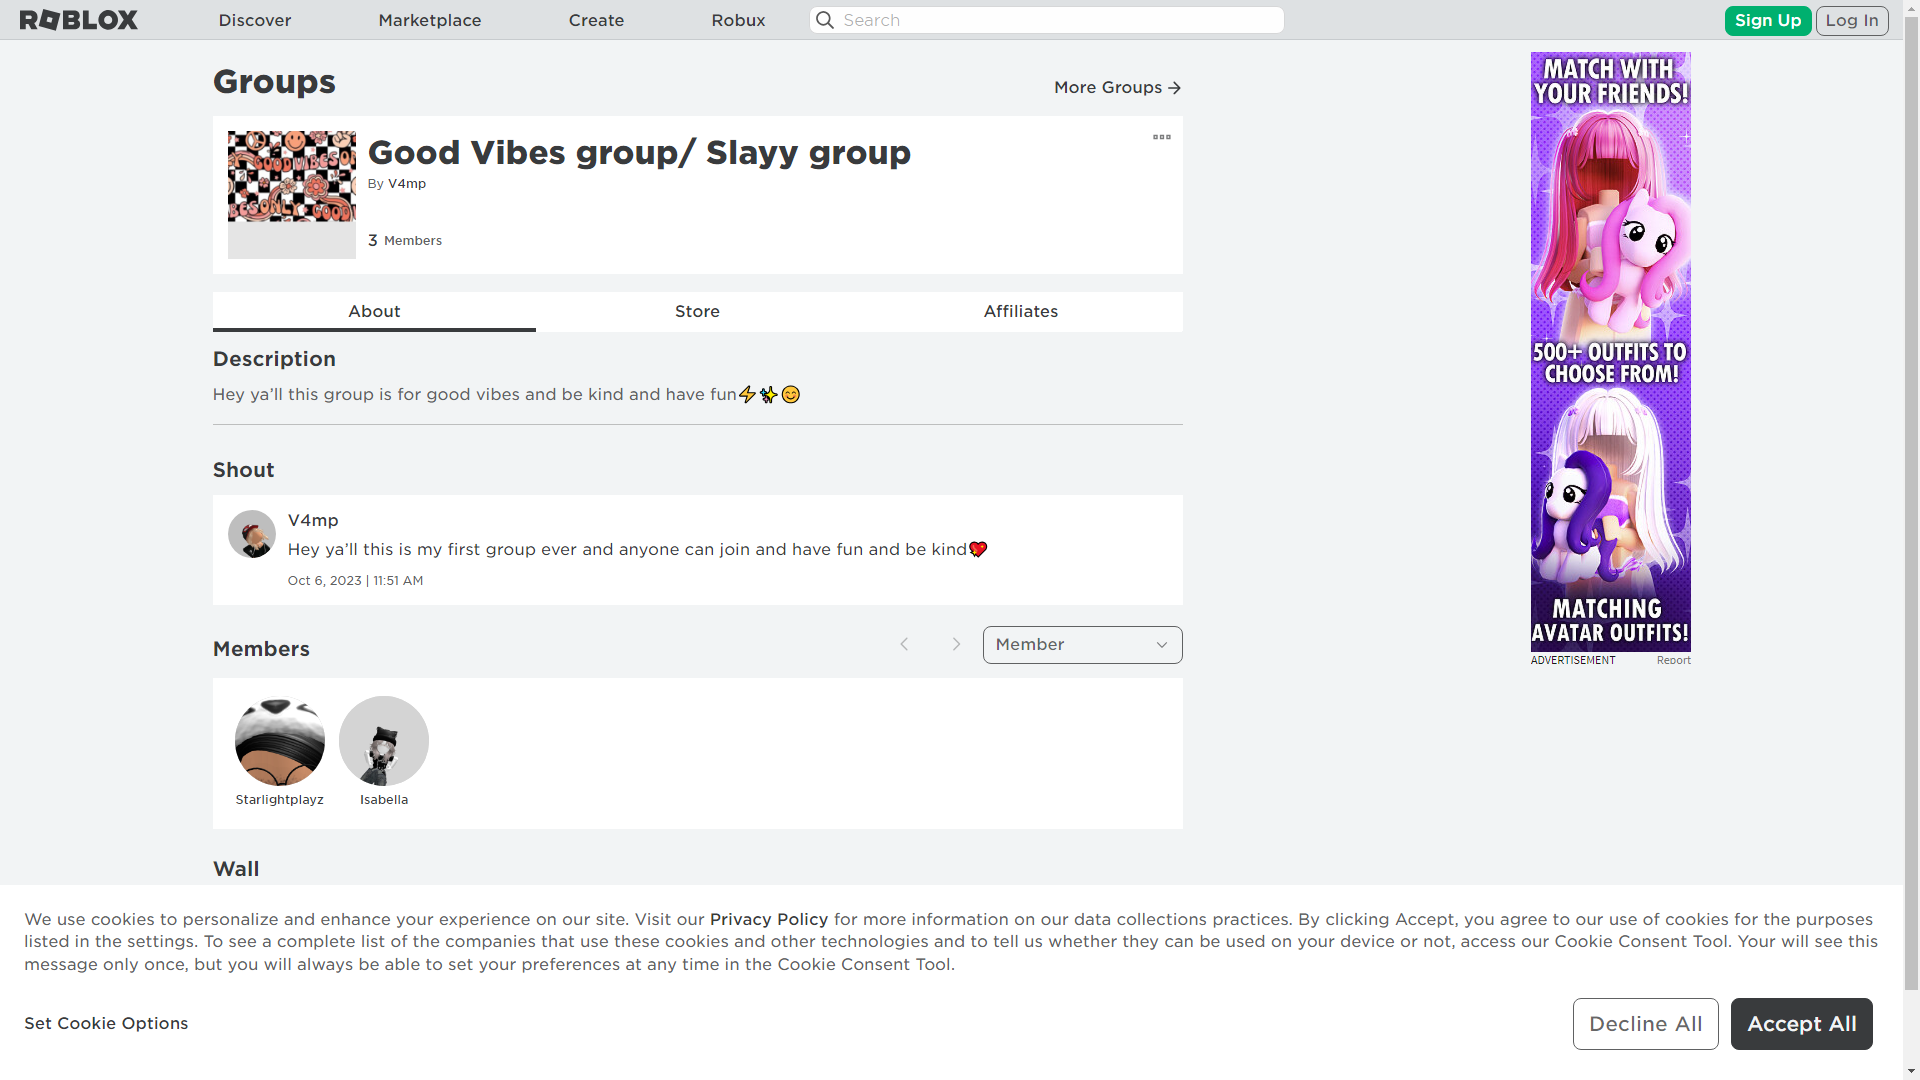 ROBLOX
Discover
Marketplace
Create
Robux
Search
Sign Up
Log In
Groups
More Groups →
GOOD VIBES ON
BES ONLY GOOD
Good Vibes group/ Slayy group
By V4mp
3 Members
About
Store
Affiliates
Description
Hey ya’ll this group is for good vibes and be kind and have fun⚡✨😊
Shout
V4mp
Hey ya’ll this is my first group ever and anyone can join and have fun and be kind💖
Oct 6, 2023 | 11:51 AM
Members
Member
Starlightplayz
Isabella
Wall
MATCH WITH
YOUR FRIENDS!
500+ OUTFITS TO
CHOOSE FROM!
MATCHING
AVATAR OUTFITS!
ADVERTISEMENT
Report
We use cookies to personalize and enhance your experience on our site. Visit our Privacy Policy for more information on our data collections practices. By clicking Accept, you agree to our use of cookies for the purposes
listed in the settings. To see a complete list of the companies that use these cookies and other technologies and to tell us whether they can be used on your device or not, access our Cookie Consent Tool. Your will see this
message only once, but you will always be able to set your preferences at any time in the Cookie Consent Tool.
Set Cookie Options
Decline All
Accept All